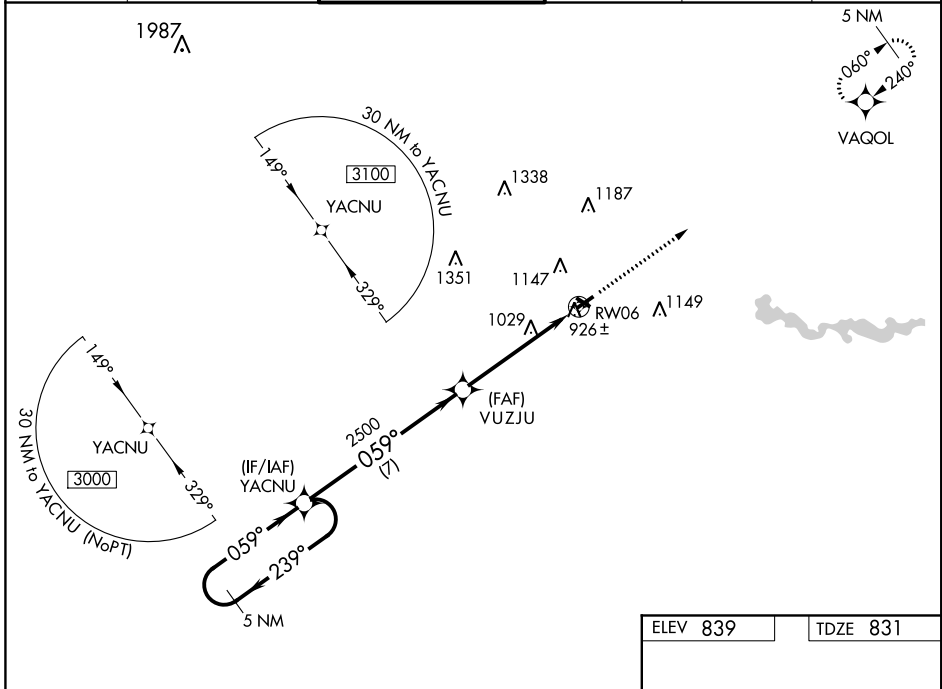 1987
5 NM
060°
240°
VAQOL
30 NM to YACNU
149°
3100
YACNU
329°
1338
1187
1351
1147
1029
RW06
926 ±
1149
149°
YACNU
329°
3000
30 NM to YACNU (NoPT)
(FAF)
VUZJU
2500
059°
(7)
(IF/IAF)
YACNU
059°
239°
5 NM
ELEV 839
TDZE 831